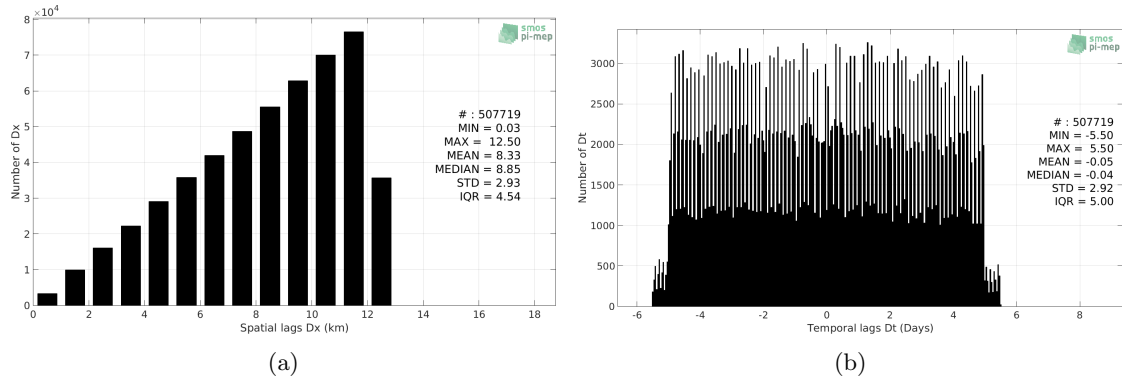 ×10⁴
8
7
6
5
4
3
2
1
0
Number of Dx
0 2 4 6 8 10 12 14 16 18
Spatial lags Dx (km)
smos
pi-mep
# : 507719
MIN = 0.03
MAX = 12.50
MEAN = 8.33
MEDIAN = 8.85
STD = 2.93
IQR = 4.54
(a)
3000
2500
2000
1500
1000
500
0
Number of Dt
-6 -4 -2 0 2 4 6 8
Temporal lags Dt (Days)
smos
pi-mep
# : 507719
MIN = -5.50
MAX = 5.50
MEAN = -0.05
MEDIAN = -0.04
STD = 2.92
IQR = 5.00
(b)